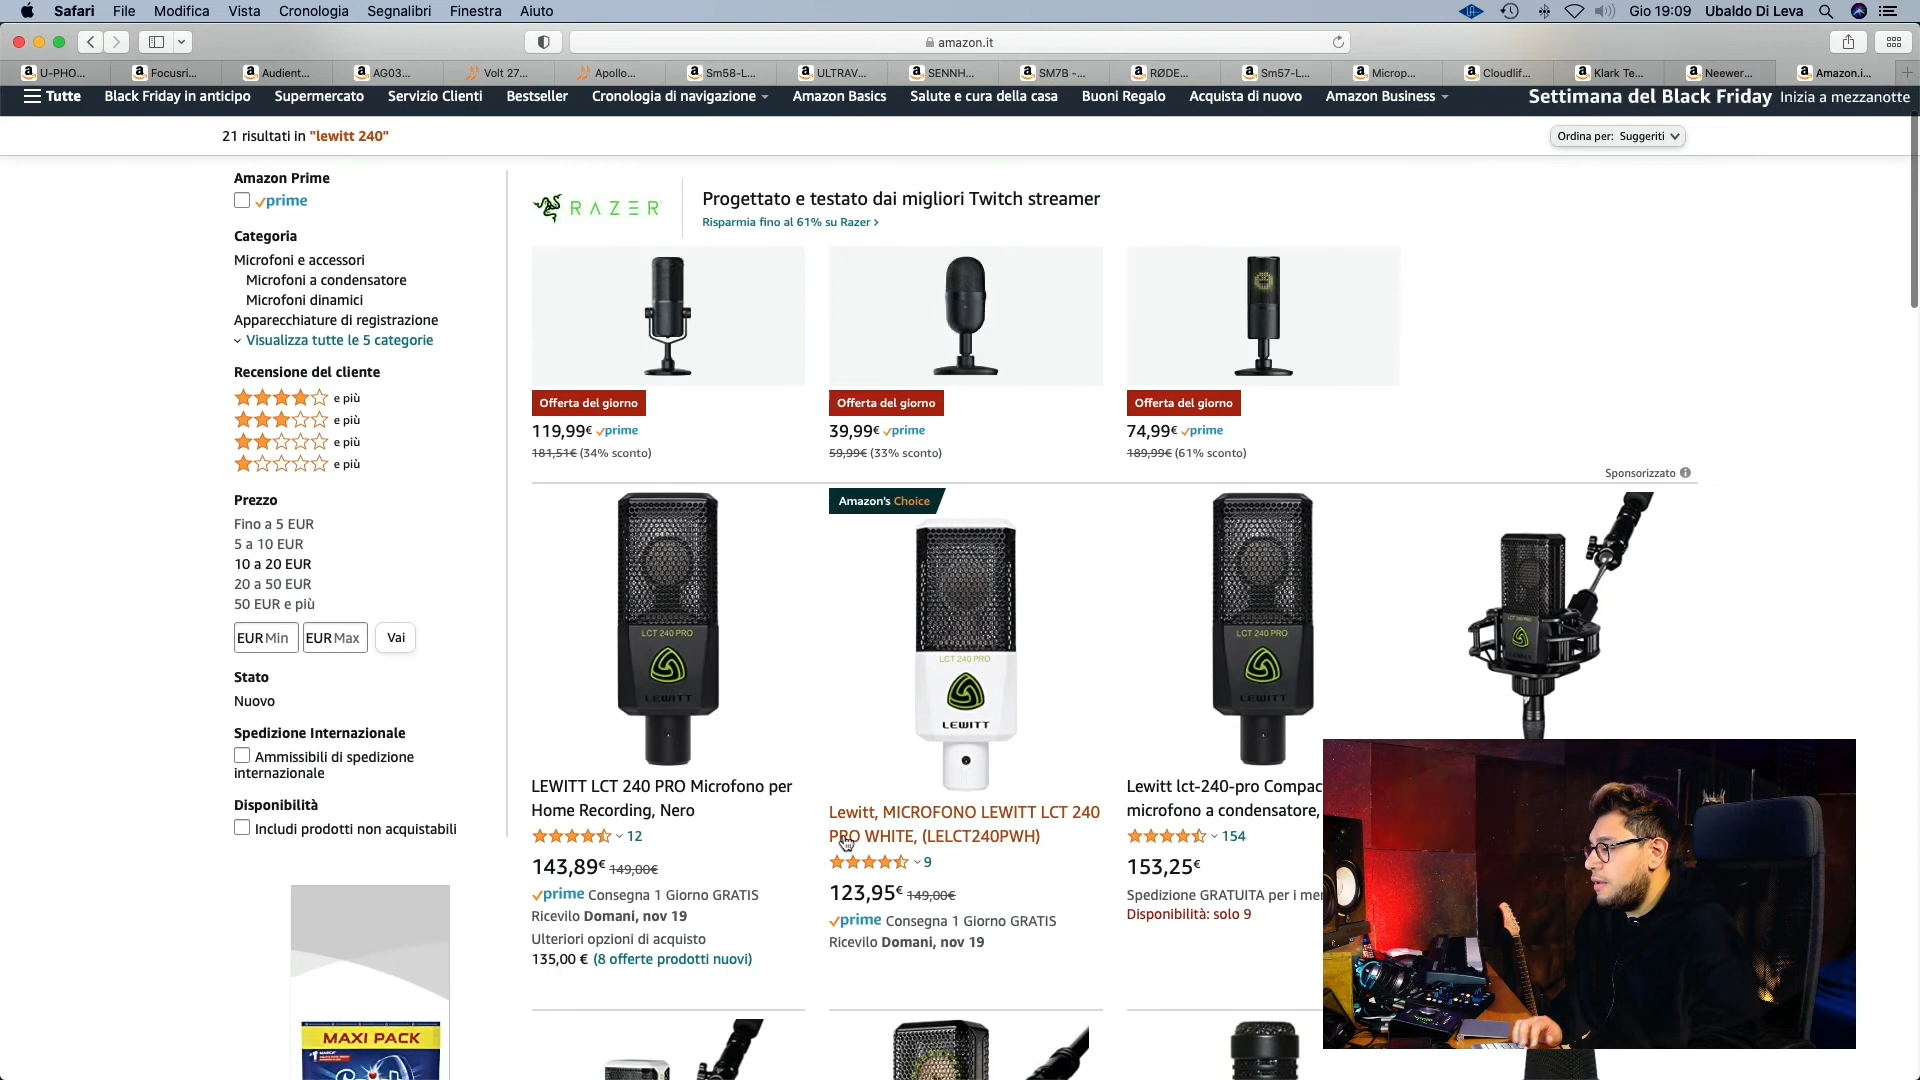 Safari File Modifica Vista Cronologia Segnalibri Finestra Aiuto
Gio 19:09 Ubaldo Di Leva
amazon.it
U-PHO... Focusri... Audient... AG03... Volt 27... Apollo... Sm58-L... ULTRAV... SENNH... SM7B -... RØDE... Sm57-L... Microp... Cloudlif... Klark Te... Neewer... Amazon.i...
Tutte Black Friday in anticipo Supermercato Servizio Clienti Bestseller Cronologia di navigazione Amazon Basics Salute e cura della casa Buoni Regalo Acquista di nuovo Amazon Business Settimana del Black Friday Inizia a mezzanotte
21 risultati in "lewitt 240"
Ordina per: Suggeriti
Amazon Prime
prime
Categoria
Microfoni e accessori
Microfoni a condensatore
Microfoni dinamici
Apparecchiature di registrazione
Visualizza tutte le 5 categorie
Recensione del cliente
e più
e più
e più
e più
Prezzo
Fino a 5 EUR
5 a 10 EUR
10 a 20 EUR
20 a 50 EUR
50 EUR e più
EUR Min EUR Max Vai
Stato
Nuovo
Spedizione Internazionale
Ammissibili di spedizione
internazionale
Disponibilità
Includi prodotti non acquistabili
MAXI PACK
RAZER
Progettato e testato dai migliori Twitch streamer
Risparmia fino al 61% su Razer ›
Offerta del giorno
119,99€ prime
181,51€ (34% sconto)
Offerta del giorno
39,99€ prime
59,99€ (33% sconto)
Offerta del giorno
74,99€ prime
189,99€ (61% sconto)
Sponsorizzato
LCT 240 PRO
LEWITT
LEWITT LCT 240 PRO Microfono per
Home Recording, Nero
12
143,89€ 149,00€
prime Consegna 1 Giorno GRATIS
Ricevilo Domani, nov 19
Ulteriori opzioni di acquisto
135,00 € (8 offerte prodotti nuovi)
Amazon's Choice
LCT 240 PRO
LEWITT
Lewitt, MICROFONO LEWITT LCT 240
PRO WHITE, (LELCT240PWH)
9
123,95€ 149,00€
prime Consegna 1 Giorno GRATIS
Ricevilo Domani, nov 19
LCT 240 PRO
LEWITT
Lewitt lct-240-pro Compac
microfono a condensatore,
154
153,25€
Spedizione GRATUITA per i me
Disponibilità: solo 9